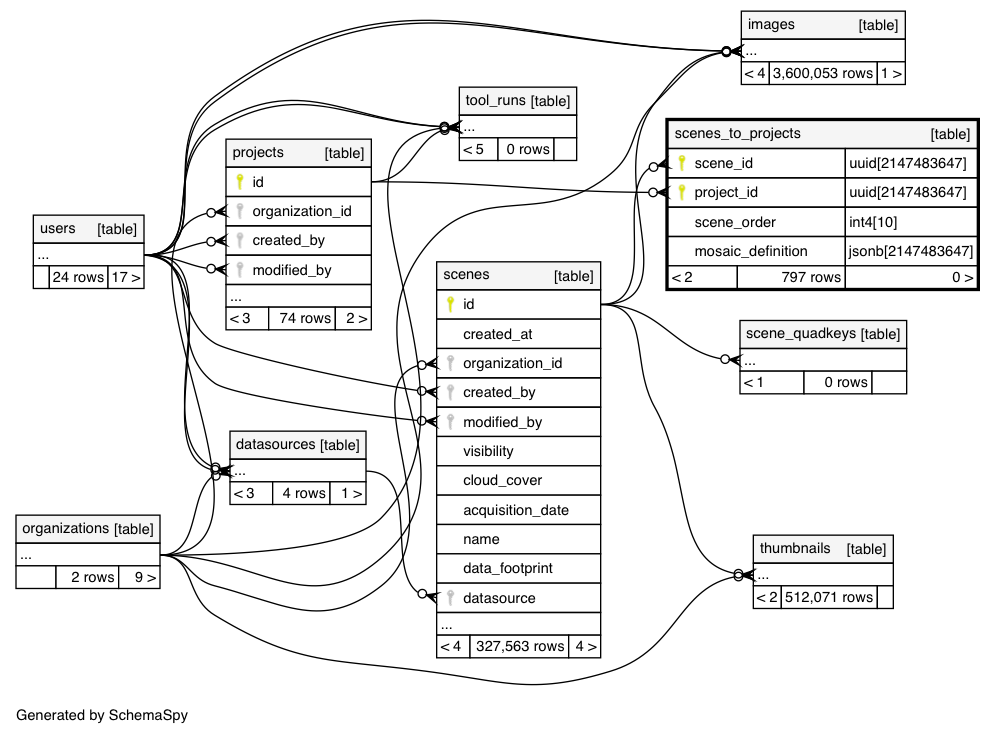 images [table]
...
< 4 3,600,053 rows 1 >
tool_runs [table]
...
< 5 0 rows
scenes_to_projects [table]
scene_id uuid[2147483647]
project_id uuid[2147483647]
scene_order int4[10]
mosaic_definition jsonb[2147483647]
< 2 797 rows 0 >
projects [table]
id
organization_id
created_by
modified_by
...
< 3 74 rows 2 >
users [table]
...
24 rows 17 >
scenes [table]
id
created_at
organization_id
created_by
modified_by
visibility
cloud_cover
acquisition_date
name
data_footprint
datasource
...
< 4 327,563 rows 4 >
scene_quadkeys [table]
...
< 1 0 rows
datasources [table]
...
< 3 4 rows 1 >
organizations [table]
...
2 rows 9 >
thumbnails [table]
...
< 2 512,071 rows
Generated by SchemaSpy